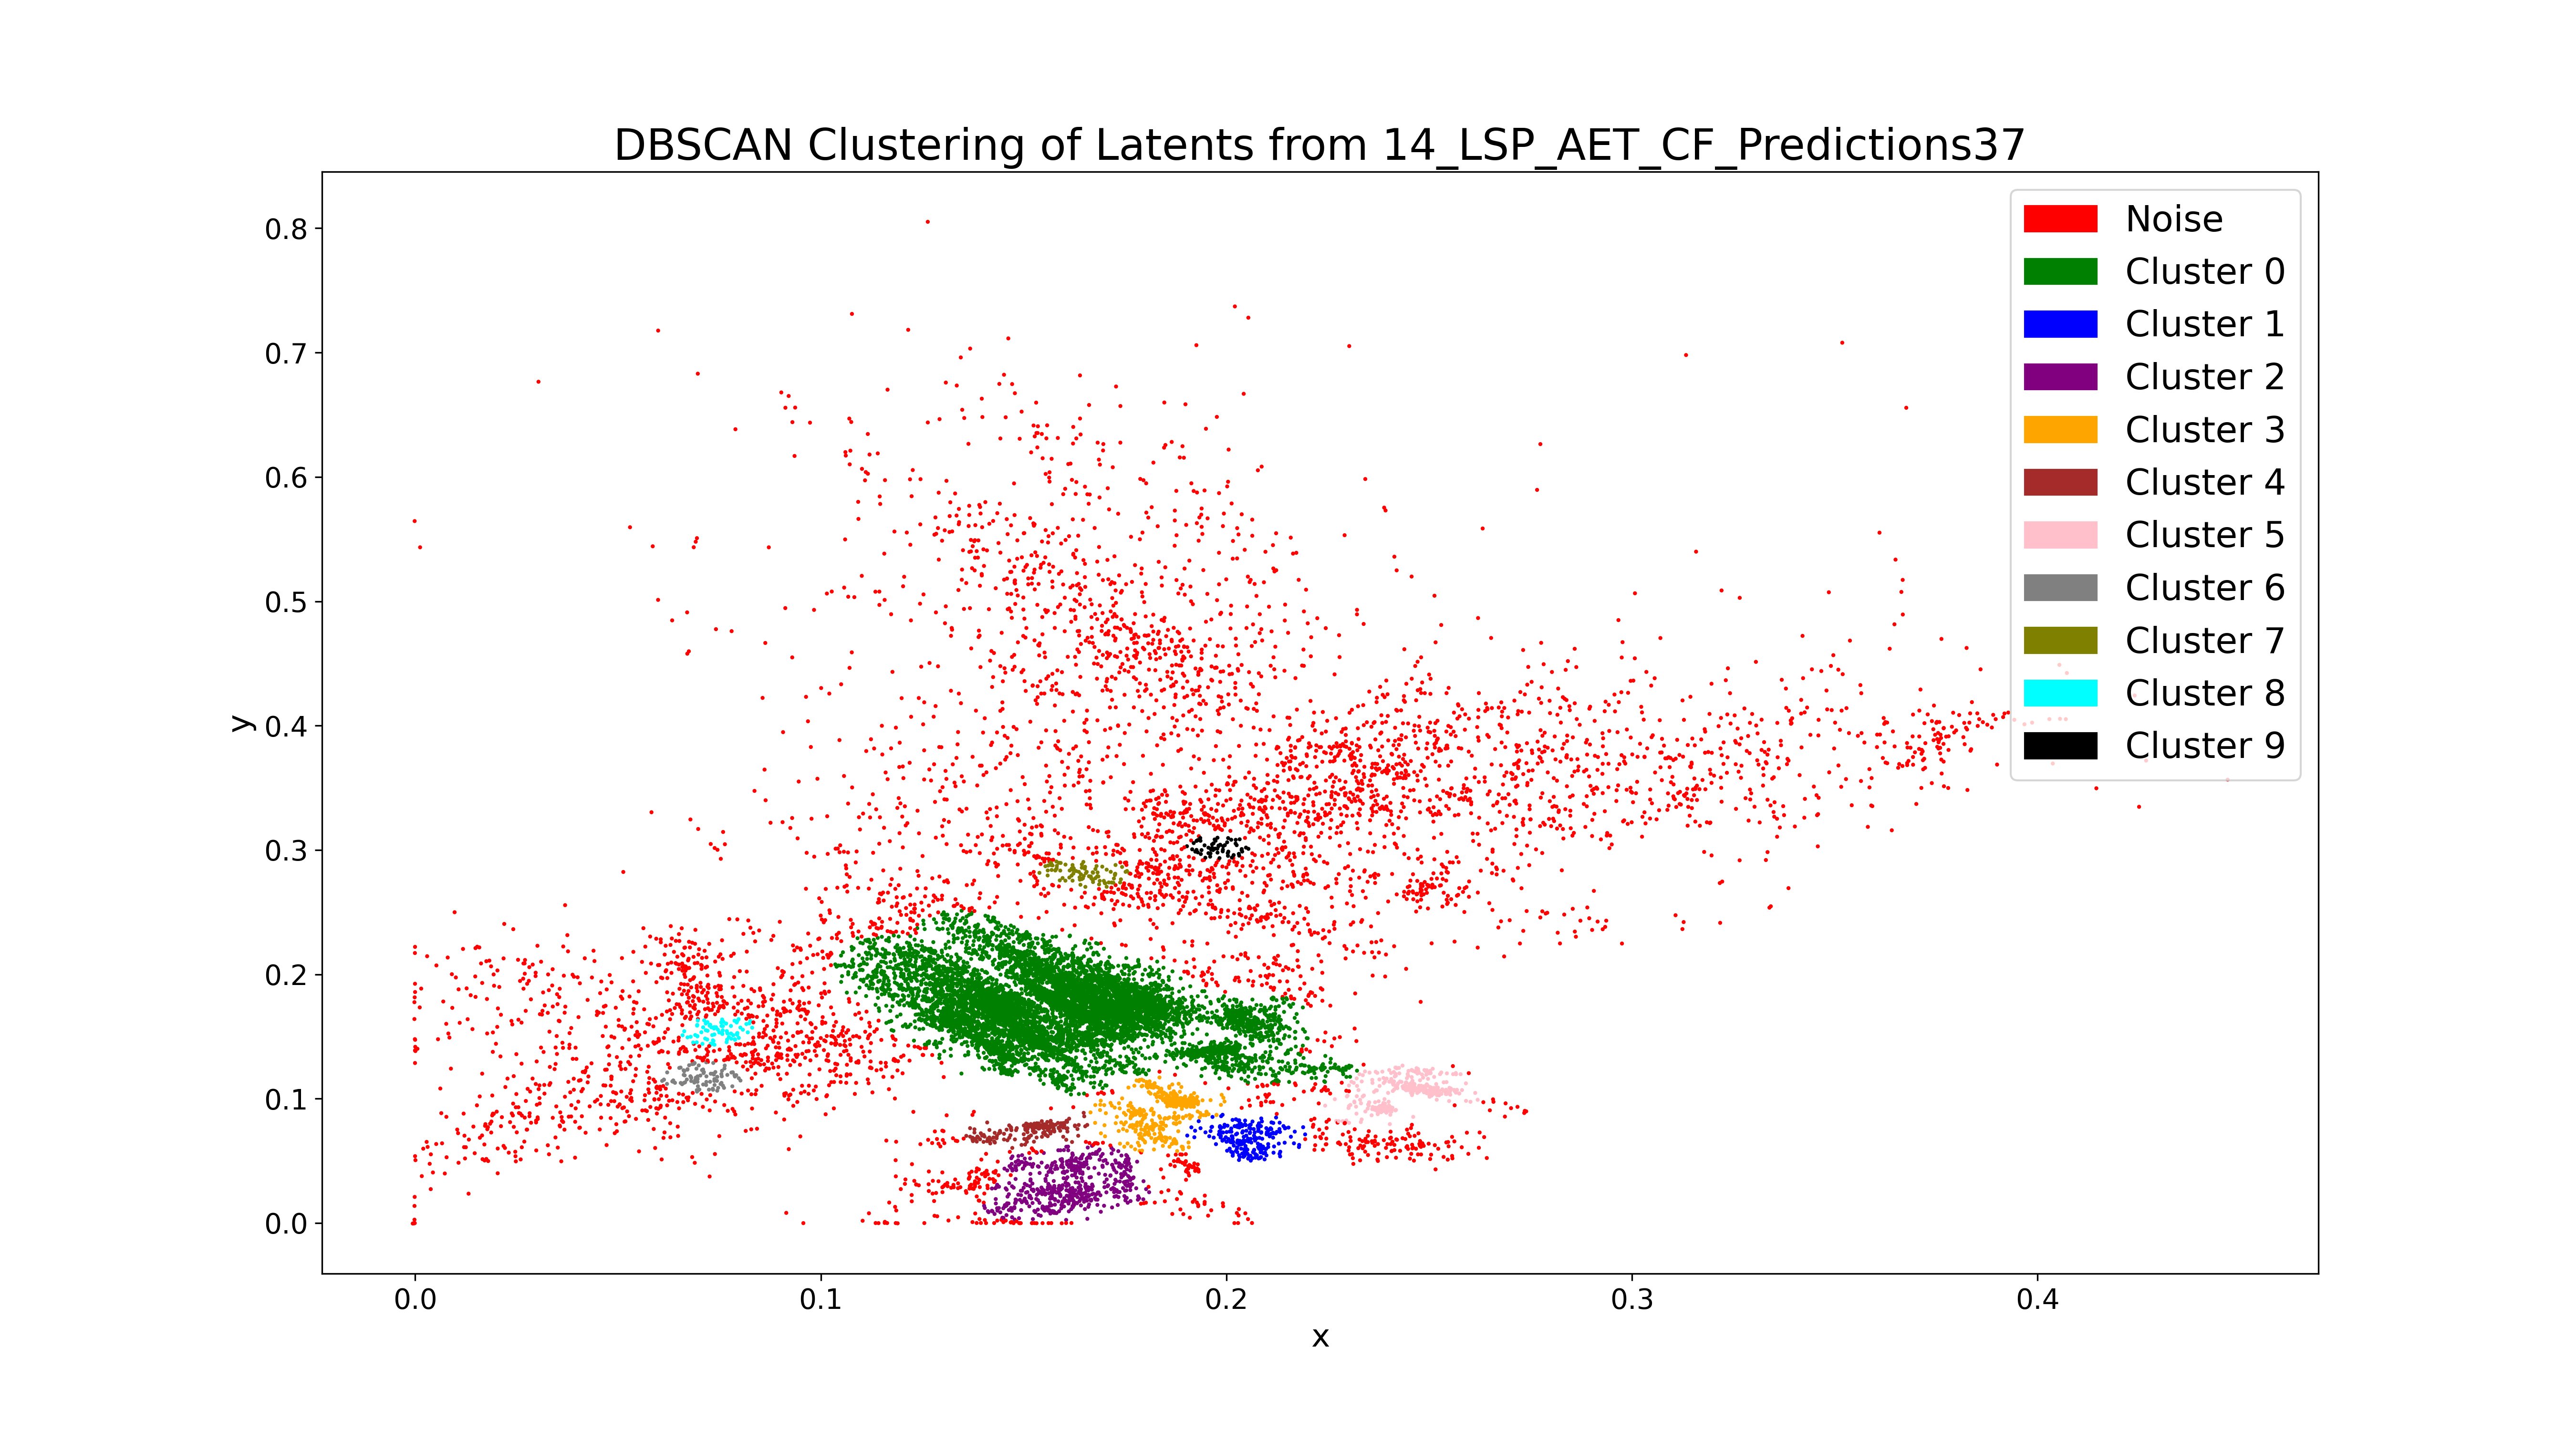 DBSCAN Clustering of Latents from 14_LSP_AET_CF_Predictions37
Noise
Cluster 0
Cluster 1
Cluster 2
Cluster 3
Cluster 4
Cluster 5
Cluster 6
Cluster 7
Cluster 8
Cluster 9
0.8
0.7
0.6
0.5
0.4
0.3
0.2
0.1
0.0
y
0.0 0.1 0.2 0.3 0.4
x